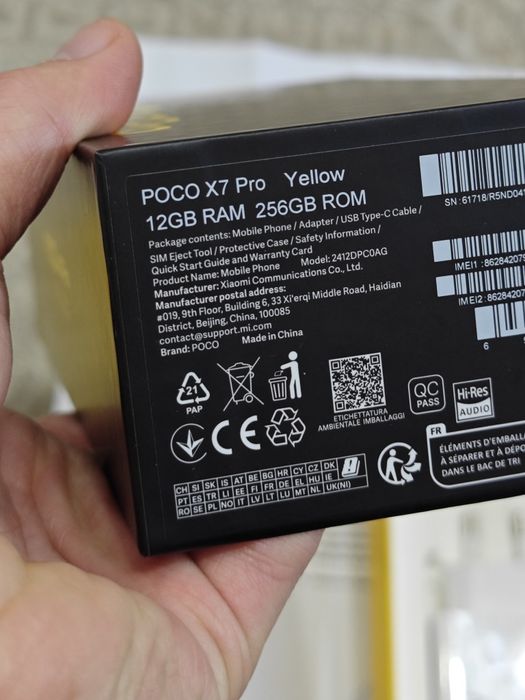 POCO X7 Pro Yellow
12GB RAM 256GB ROM
Package contents: Mobile Phone / Adapter / USB Type-C Cable /
SIM Eject Tool / Protective Case / Safety Information /
Quick Start Guide and Warranty Card
Product Name: Mobile Phone Model: 2412DPC0AG
Manufacturer: Xiaomi Communications Co., Ltd.
Manufacturer postal address:
#019, 9th Floor, Building 6, 33 Xi'erqi Middle Road, Haidian
District, Beijing, China, 100085
contact@support.mi.com
Brand: POCO Made in China
SN: 61718/R5ND04
IMEI1: 86284207
IMEI2: 8628420
6
21
PAP
CE
ETICHETTATURA
AMBIENTALE IMBALLAGGI
QC
PASS
Hi-Res
AUDIO
FR
ÉLÉMENTS D'EMBALL
À SÉPARER ET À DÉPO
DANS LE BAC DE TRI
CH SI SK IS AT BE BG HR CY CZ DK
PT ES TR LI EE FI FR DE EL HU IE
RO SE PL NO IT LV LT LU MT NL UK(NI)